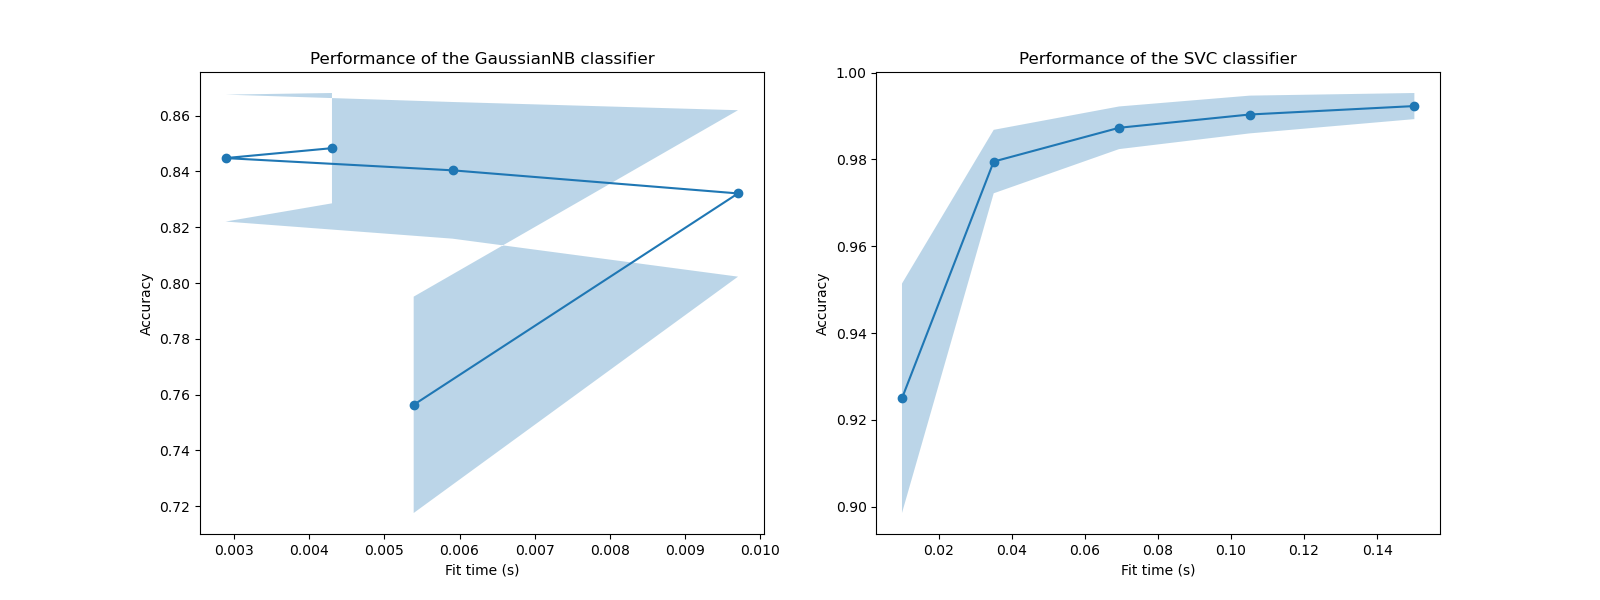 Performance of the GaussianNB classifier
Accuracy
0.86
0.84
0.82
0.80
0.78
0.76
0.74
0.72
0.003 0.004 0.005 0.006 0.007 0.008 0.009 0.010
Fit time (s)
Performance of the SVC classifier
Accuracy
1.00
0.98
0.96
0.94
0.92
0.90
0.02 0.04 0.06 0.08 0.10 0.12 0.14
Fit time (s)